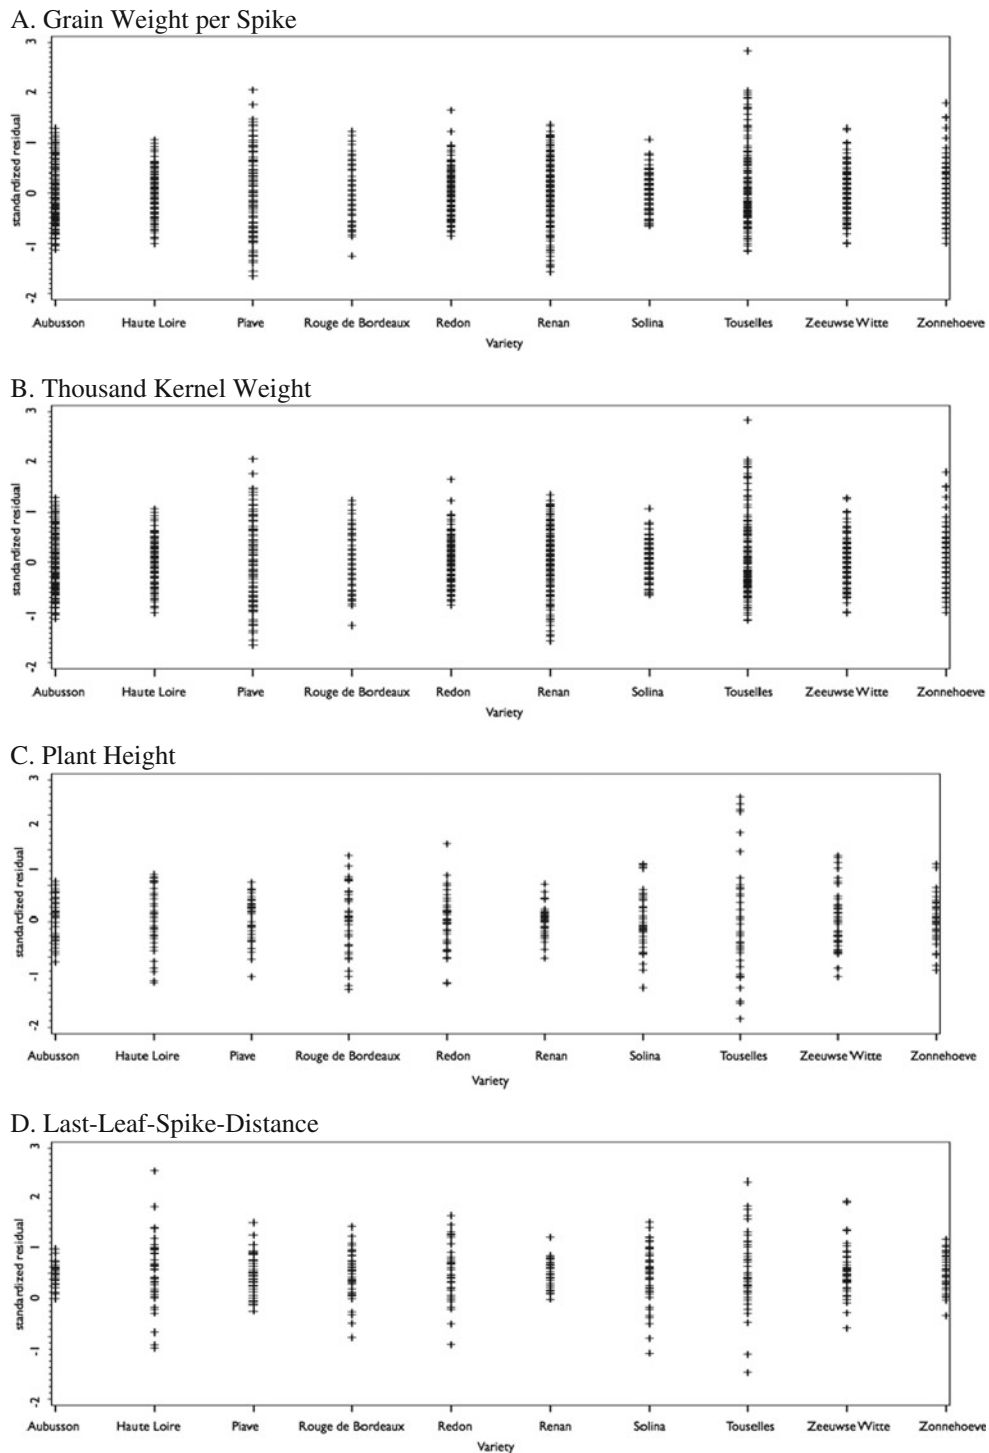 A. Grain Weight per Spike
3
2
1
0
-1
-2
standardized residual
Aubusson Haute Loire Piave Rouge de Bordeaux Redon Renan Solina Touselles Zeeuwse Witte Zonnehoeve
Variety
B. Thousand Kernel Weight
3
2
1
0
-1
-2
standardized residual
Aubusson Haute Loire Piave Rouge de Bordeaux Redon Renan Solina Touselles Zeeuwse Witte Zonnehoeve
Variety
C. Plant Height
3
2
1
0
-1
-2
standardized residual
Aubusson Haute Loire Piave Rouge de Bordeaux Redon Renan Solina Touselles Zeeuwse Witte Zonnehoeve
Variety
D. Last-Leaf-Spike-Distance
3
2
1
0
-1
-2
standardized residual
Aubusson Haute Loire Piave Rouge de Bordeaux Redon Renan Solina Touselles Zeeuwse Witte Zonnehoeve
Variety